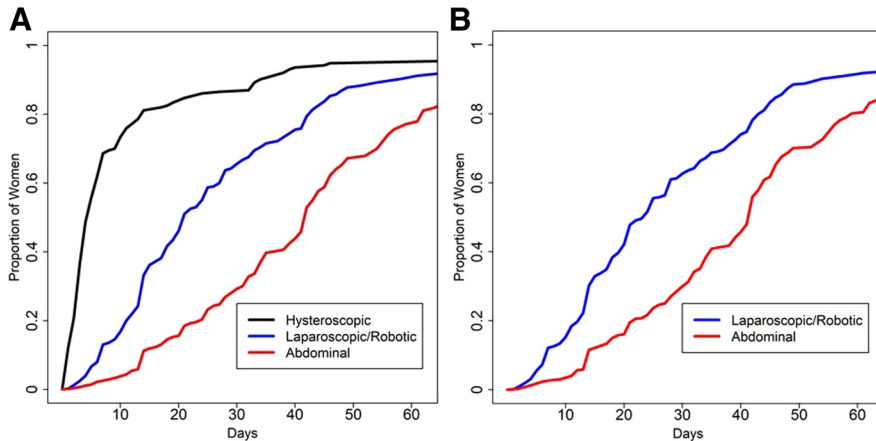 A
Proportion of Women
1
0.8
0.6
0.4
0.2
0
Hysteroscopic
Laparoscopic/Robotic
Abdominal
10 20 30 40 50 60
Days
B
Proportion of Women
1
0.8
0.6
0.4
0.2
0
Laparoscopic/Robotic
Abdominal
10 20 30 40 50 60
Days